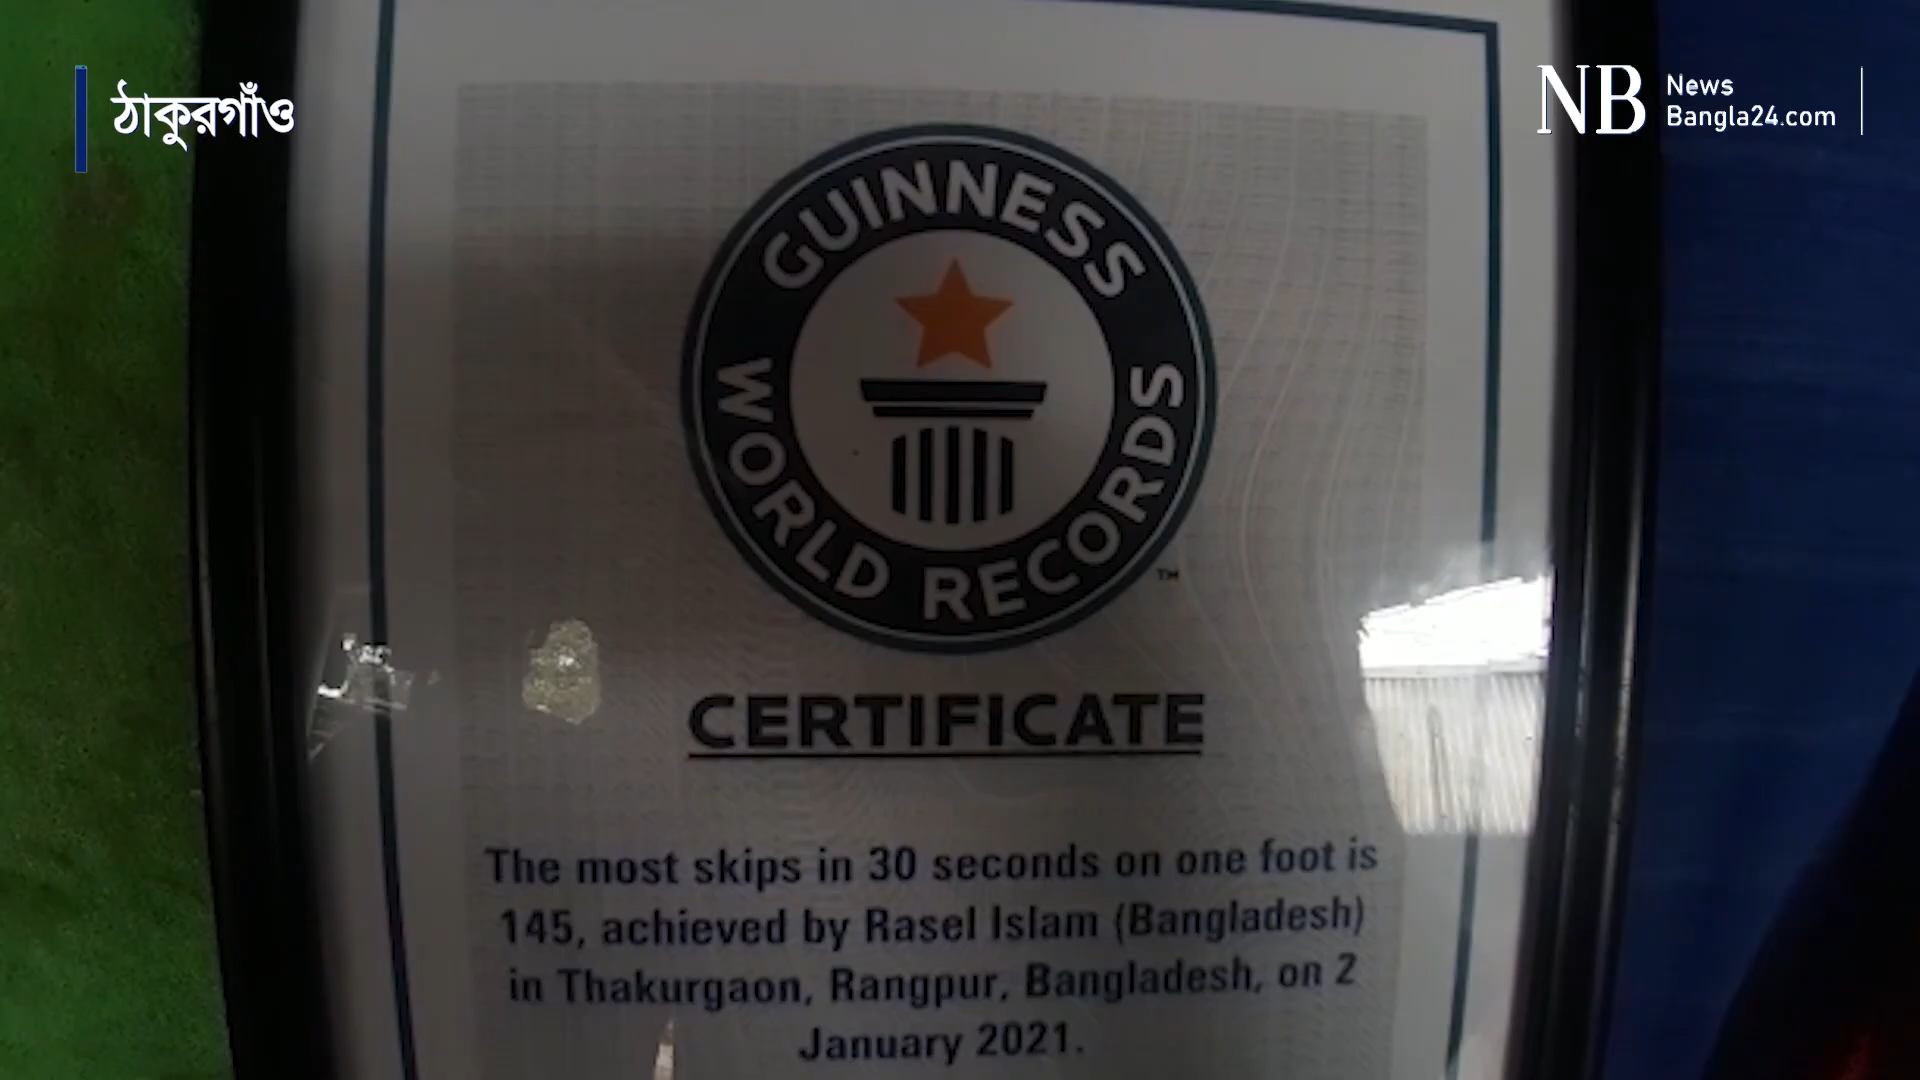 ঠাকুরগাঁও
NB News
Bangla24.com
GUINNESS
WORLD RECORDS
TM
CERTIFICATE
The most skips in 30 seconds on one foot is
145, achieved by Rasel Islam (Bangladesh)
in Thakurgaon, Rangpur, Bangladesh, on 2
January 2021.